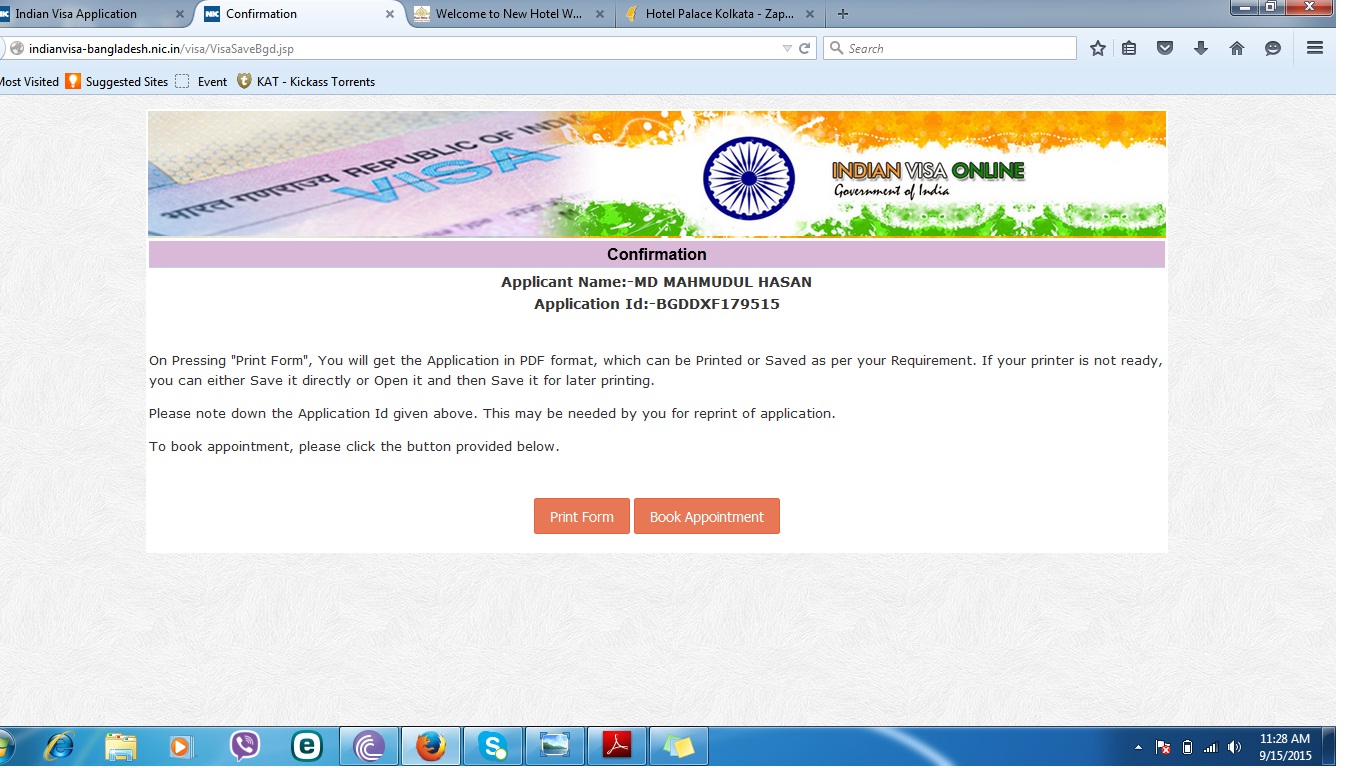 Indian Visa Application
Confirmation
Welcome to New Hotel W...
Hotel Palace Kolkata - Zap...
indianvisa-bangladesh.nic.in/visa/VisaSaveBgd.jsp
Search
Most Visited
Suggested Sites
Event
KAT - Kickass Torrents
भारत गणराज्य REPUBLIC OF INDIA
VISA
INDIAN VISA ONLINE
Government of India
Confirmation
Applicant Name:-MD MAHMUDUL HASAN
Application Id:-BGDDXF179515
On Pressing "Print Form", You will get the Application in PDF format, which can be Printed or Saved as per your Requirement. If your printer is not ready,
you can either Save it directly or Open it and then Save it for later printing.
Please note down the Application Id given above. This may be needed by you for reprint of application.
To book appointment, please click the button provided below.
Print Form
Book Appointment
11:28 AM
9/15/2015